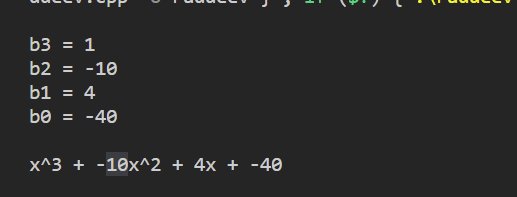 b3 = 1
b2 = -10
b1 = 4
b0 = -40
x^3 + -10x^2 + 4x + -40